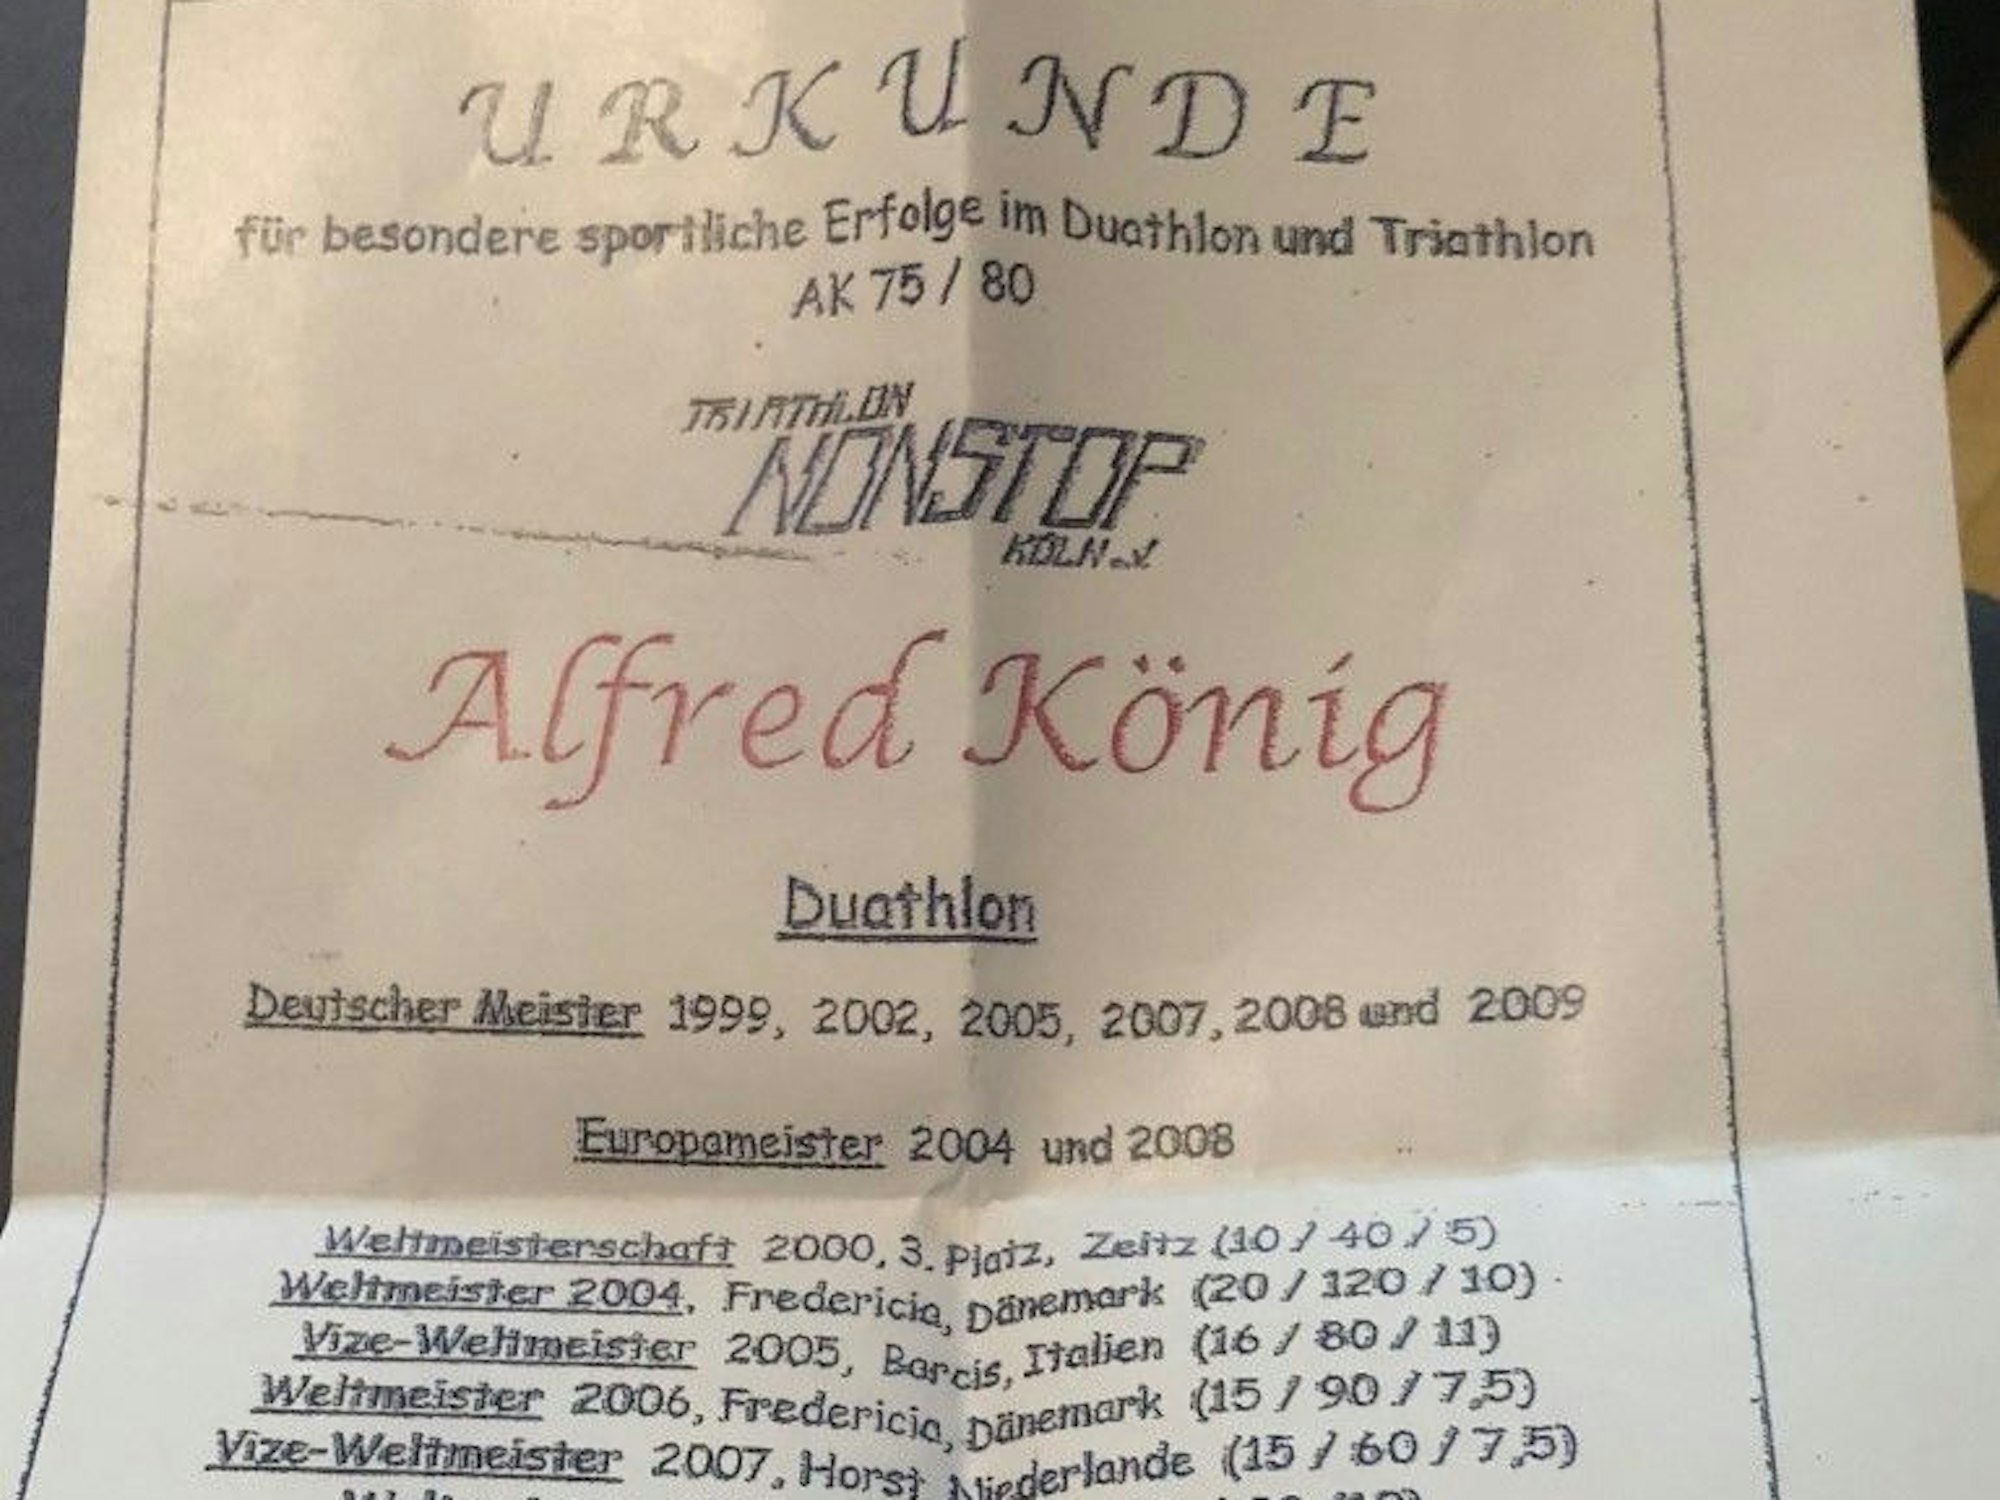 URKUNDE
für besondere sportliche Erfolge im Duathlon und Triathlon
AK 75 / 80
TRIATHLON
NONSTOP
KÖLN e.V.
Alfred König
Duathlon
Deutscher Meister 1999, 2002, 2005, 2007, 2008 und 2009
Europameister 2004 und 2008
Weltmeisterschaft 2000, 3. Platz, Zeitz (10 / 40 / 5)
Weltmeister 2004, Fredericia, Dänemark (20 / 120 / 10)
Vize-Weltmeister 2005, Barcis, Italien (16 / 80 / 11)
Weltmeister 2006, Fredericia, Dänemark (15 / 90 / 7,5)
Vize-Weltmeister 2007, Horst, Niederlande (15 / 60 / 7,5)